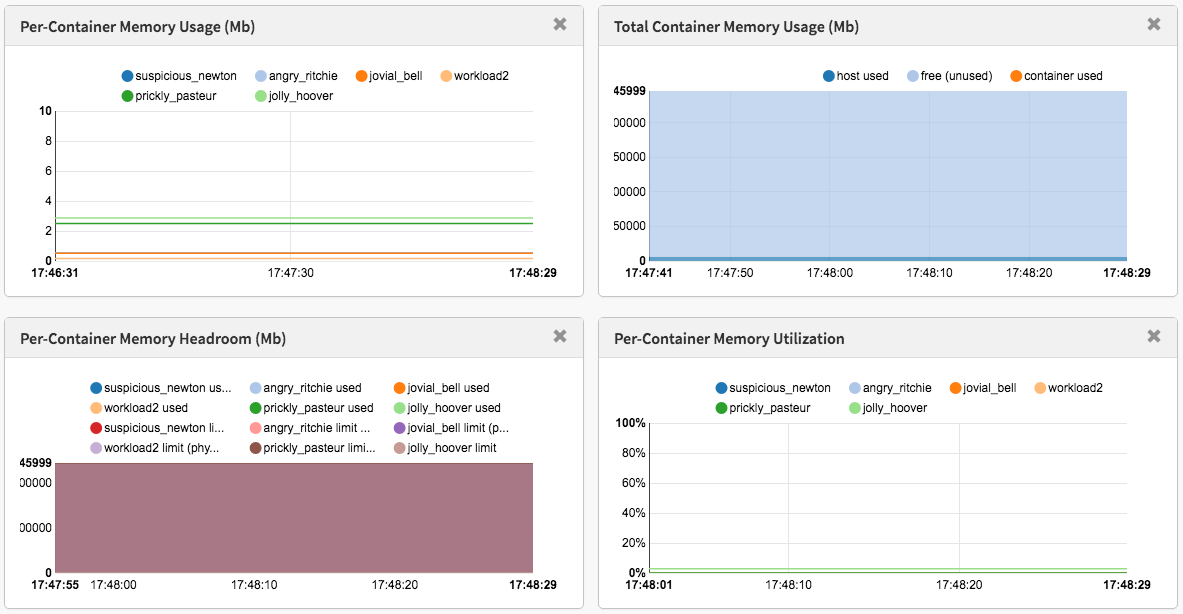 Per-Container Memory Usage (Mb)
suspicious_newton angry_ritchie jovial_bell workload2
prickly_pasteur jolly_hoover
10
8
6
4
2
0
17:46:31 17:47:30 17:48:29
Total Container Memory Usage (Mb)
host used free (unused) container used
45999
00000
50000
00000
50000
0
17:47:41 17:47:50 17:48:00 17:48:10 17:48:20 17:48:29
Per-Container Memory Headroom (Mb)
suspicious_newton us... angry_ritchie used jovial_bell used
workload2 used prickly_pasteur used jolly_hoover used
suspicious_newton li... angry_ritchie limit ... jovial_bell limit (p...
workload2 limit (phy... prickly_pasteur limi... jolly_hoover limit
45999
00000
00000
0
17:47:55 17:48:00 17:48:10 17:48:20 17:48:29
Per-Container Memory Utilization
suspicious_newton angry_ritchie jovial_bell workload2
prickly_pasteur jolly_hoover
100%
80%
60%
40%
20%
0%
17:48:01 17:48:10 17:48:20 17:48:29